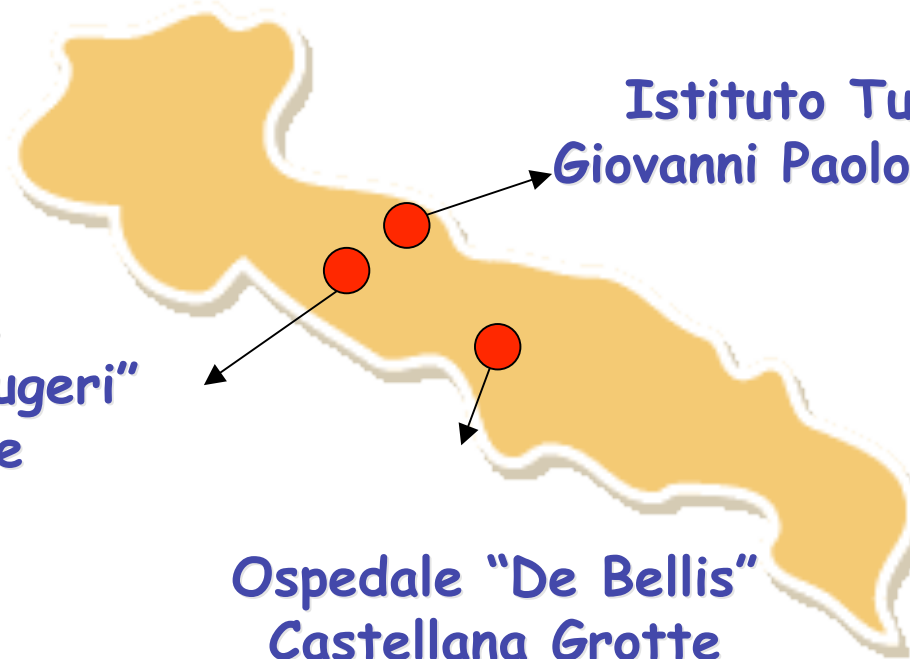 Istituto Tu
Giovanni Paolo
ugeri”
e
Ospedale “De Bellis”
Castellana Grotte